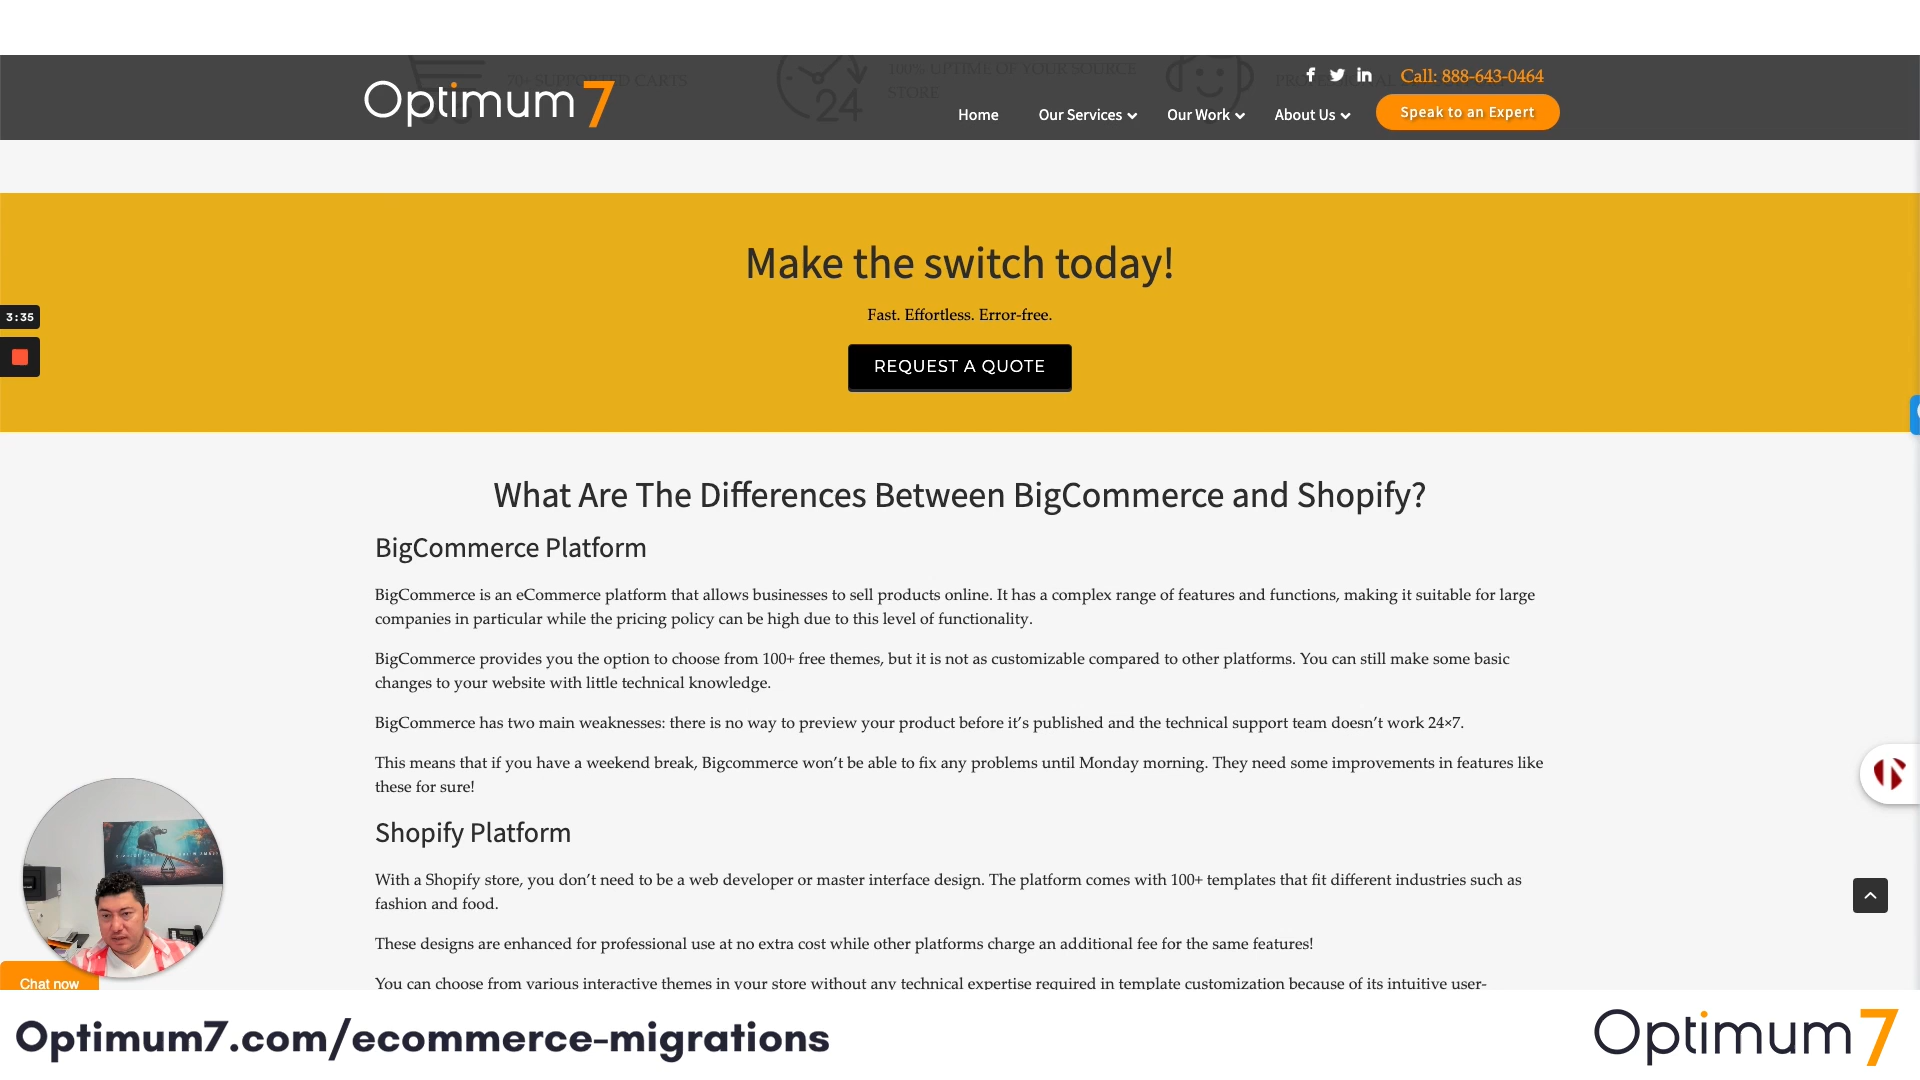 70+ SUPPORTED CARTS
100% UPTIME OF YOUR SOURCE
STORE
24
Optimum7
Call: 888-643-0464
Home
Our Services
Our Work
About Us
Speak to an Expert
Make the switch today!
3:35
Fast. Effortless. Error-free.
REQUEST A QUOTE
What Are The Differences Between BigCommerce and Shopify?
BigCommerce Platform
BigCommerce is an eCommerce platform that allows businesses to sell products online. It has a complex range of features and functions, making it suitable for large
companies in particular while the pricing policy can be high due to this level of functionality.
BigCommerce provides you the option to choose from 100+ free themes, but it is not as customizable compared to other platforms. You can still make some basic
changes to your website with little technical knowledge.
BigCommerce has two main weaknesses: there is no way to preview your product before it’s published and the technical support team doesn’t work 24×7.
This means that if you have a weekend break, Bigcommerce won’t be able to fix any problems until Monday morning. They need some improvements in features like
these for sure!
Shopify Platform
With a Shopify store, you don’t need to be a web developer or master interface design. The platform comes with 100+ templates that fit different industries such as
fashion and food.
These designs are enhanced for professional use at no extra cost while other platforms charge an additional fee for the same features!
You can choose from various interactive themes in your store without any technical expertise required in template customization because of its intuitive user-
Chat now
Optimum7.com/ecommerce-migrations
Optimum7